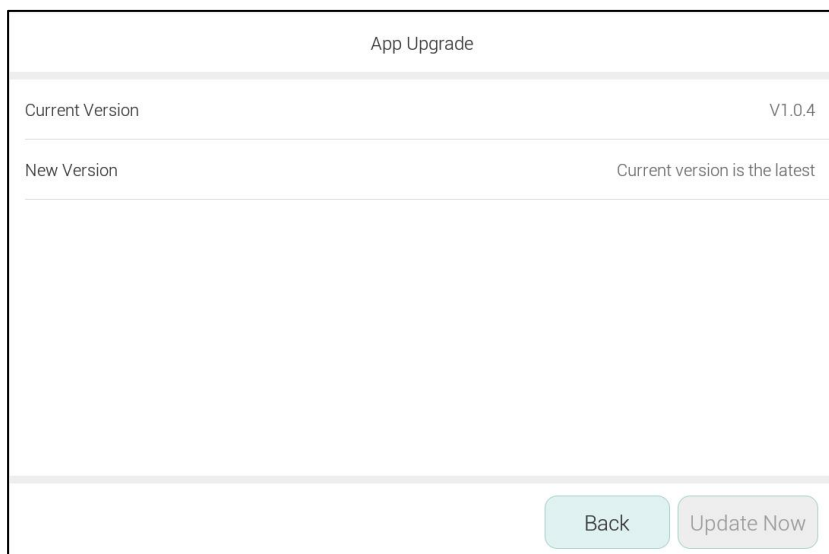 App Upgrade
Current Version V1.0.4
New Version Current version is the latest
Back Update Now